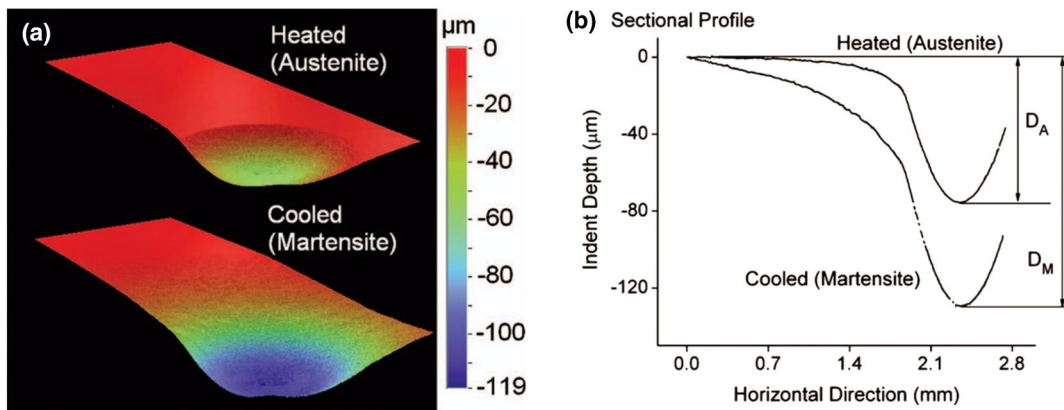 (a)
Heated
(Austenite)
Cooled
(Martensite)
µm
0
-20
-40
-60
-80
-100
-119
(b) Sectional Profile
Heated (Austenite)
Cooled (Martensite)
D_A
D_M
Indent Depth (µm)
0
-40
-80
-120
0.0 0.7 1.4 2.1 2.8
Horizontal Direction (mm)